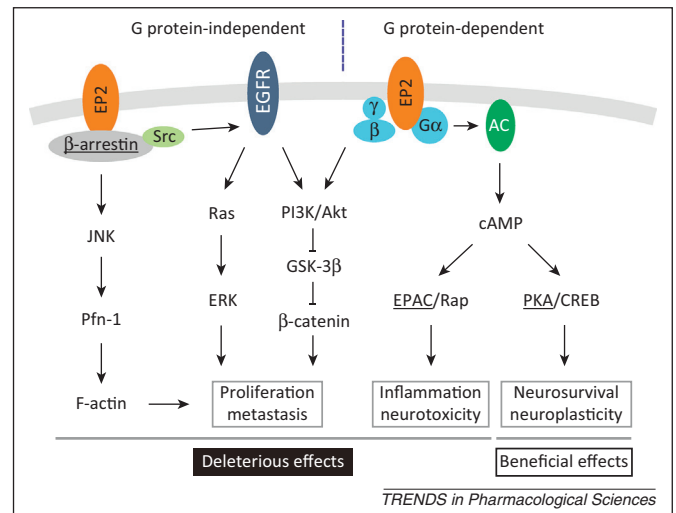 G protein-independent
G protein-dependent
EP2
EGFR
EP2
γ
β
Gα
AC
β-arrestin
Src
Ras
PI3K/Akt
cAMP
JNK
GSK-3β
ERK
EPAC/Rap
PKA/CREB
Pfn-1
β-catenin
F-actin
Proliferation
metastasis
Inflammation
neurotoxicity
Neurosurvival
neuroplasticity
Deleterious effects
Beneficial effects
TRENDS in Pharmacological Sciences